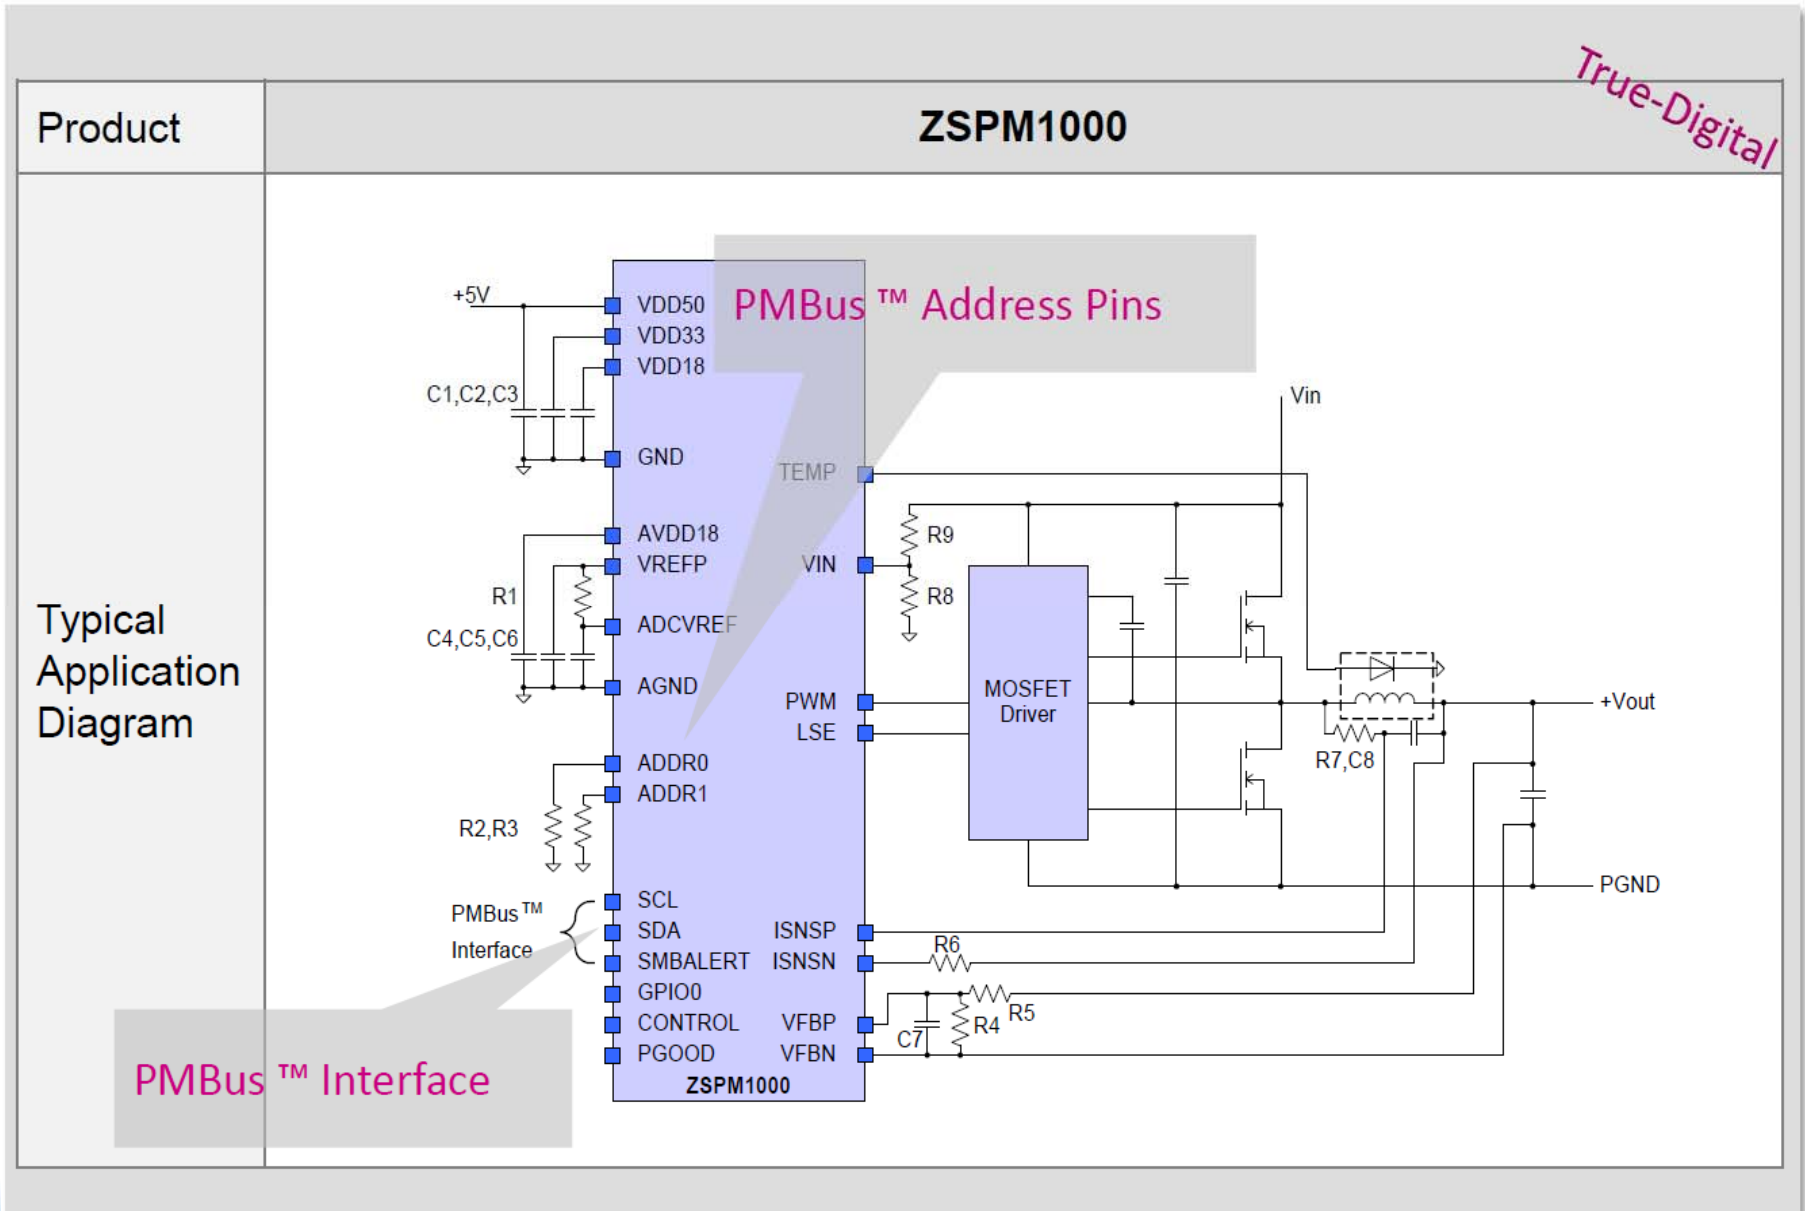 True-Digital
Product
ZSPM1000
Typical
Application
Diagram
PMBus ™ Address Pins
+5V
VDD50
VDD33
VDD18
C1,C2,C3
GND
TEMP
Vin
AVDD18
VREFP
VIN
R9
R1
R8
ADCVREF
C4,C5,C6
AGND
PWM
LSE
MOSFET
Driver
+Vout
R7,C8
ADDR0
ADDR1
R2,R3
PGND
SCL
PMBus™
Interface
SDA
ISNSP
SMBALERT
ISNSN
R6
GPIO0
R5
CONTROL
VFBP
C7
R4
PGOOD
VFBN
ZSPM1000
PMBus ™ Interface